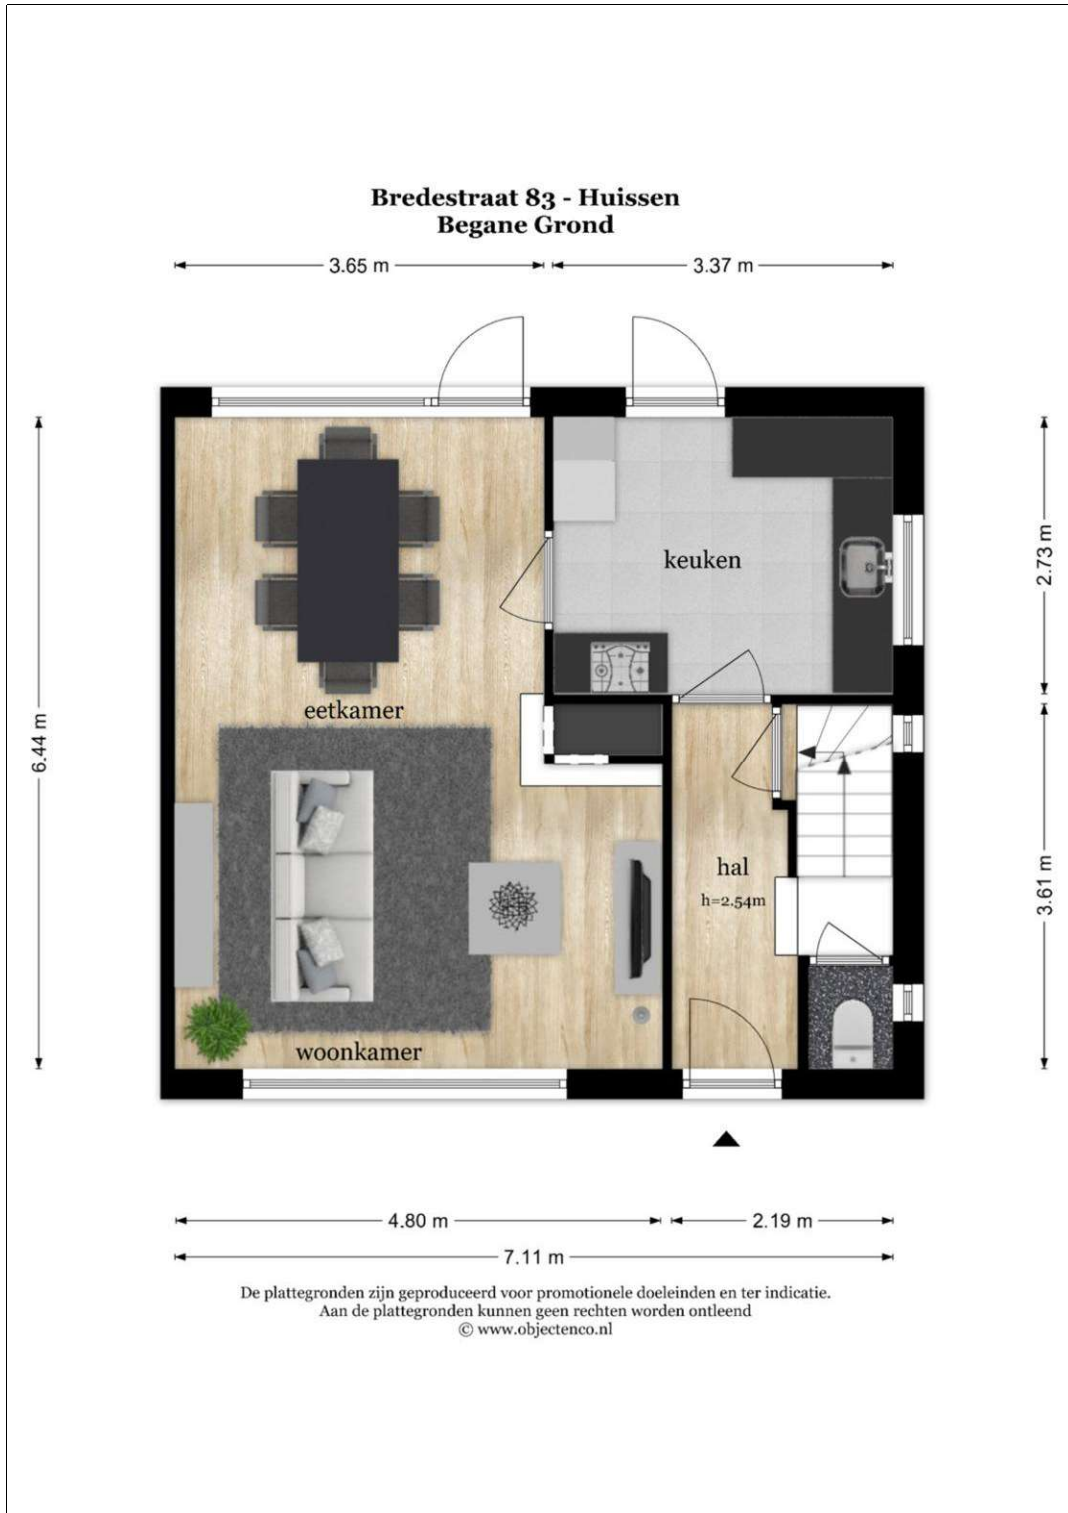 Bredestraat 83 - Huissen
Begane Grond
3.65 m
3.37 m
2.73 m
keuken
eetkamer
6.44 m
hal
h=2.54m
3.61 m
woonkamer
4.80 m
2.19 m
7.11 m
De plattegronden zijn geproduceerd voor promotionele doeleinden en ter indicatie.
Aan de plattegronden kunnen geen rechten worden ontleend
© www.objectenco.nl